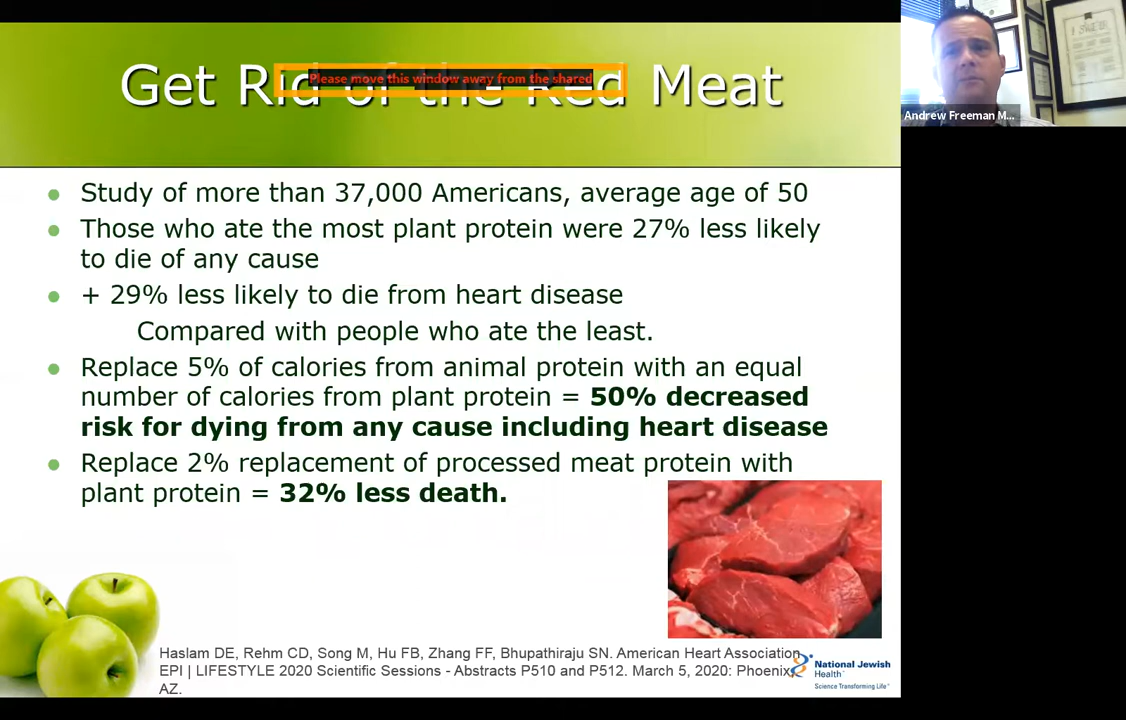 Get Rid of the Red Meat
Please move this window away from the shared
Andrew Freeman M...
Study of more than 37,000 Americans, average age of 50
Those who ate the most plant protein were 27% less likely
to die of any cause
+ 29% less likely to die from heart disease
Compared with people who ate the least.
Replace 5% of calories from animal protein with an equal
number of calories from plant protein = 50% decreased
risk for dying from any cause including heart disease
Replace 2% replacement of processed meat protein with
plant protein = 32% less death.
Haslam DE, Rehm CD, Song M, Hu FB, Zhang FF, Bhupathiraju SN. American Heart Association
EPI | LIFESTYLE 2020 Scientific Sessions - Abstracts P510 and P512. March 5, 2020: Phoenix,
AZ.
National Jewish
Health®
Science Transforming Life®